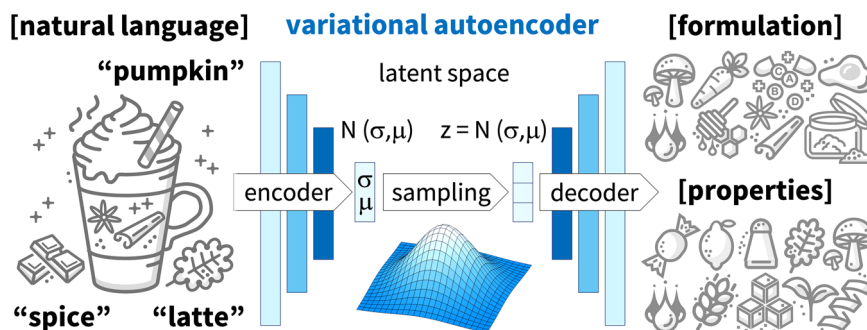 [natural language]
variational autoencoder
[formulation]
“pumpkin”
latent space
C A
B D
N (σ,μ)
z = N (σ,μ)
encoder
σ
μ
sampling
decoder
[properties]
“spice”
“latte”